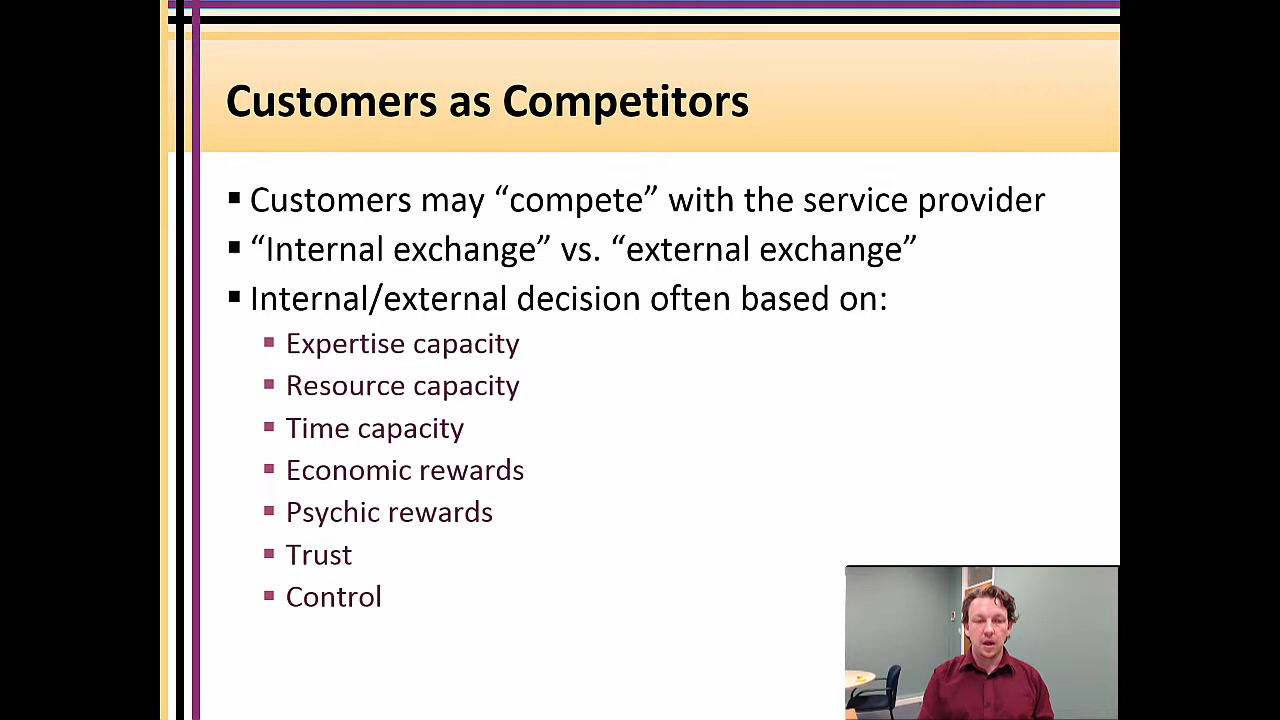 Customers as Competitors
▪ Customers may “compete” with the service provider
▪ “Internal exchange” vs. “external exchange”
▪ Internal/external decision often based on:
▪ Expertise capacity
▪ Resource capacity
▪ Time capacity
▪ Economic rewards
▪ Psychic rewards
▪ Trust
▪ Control